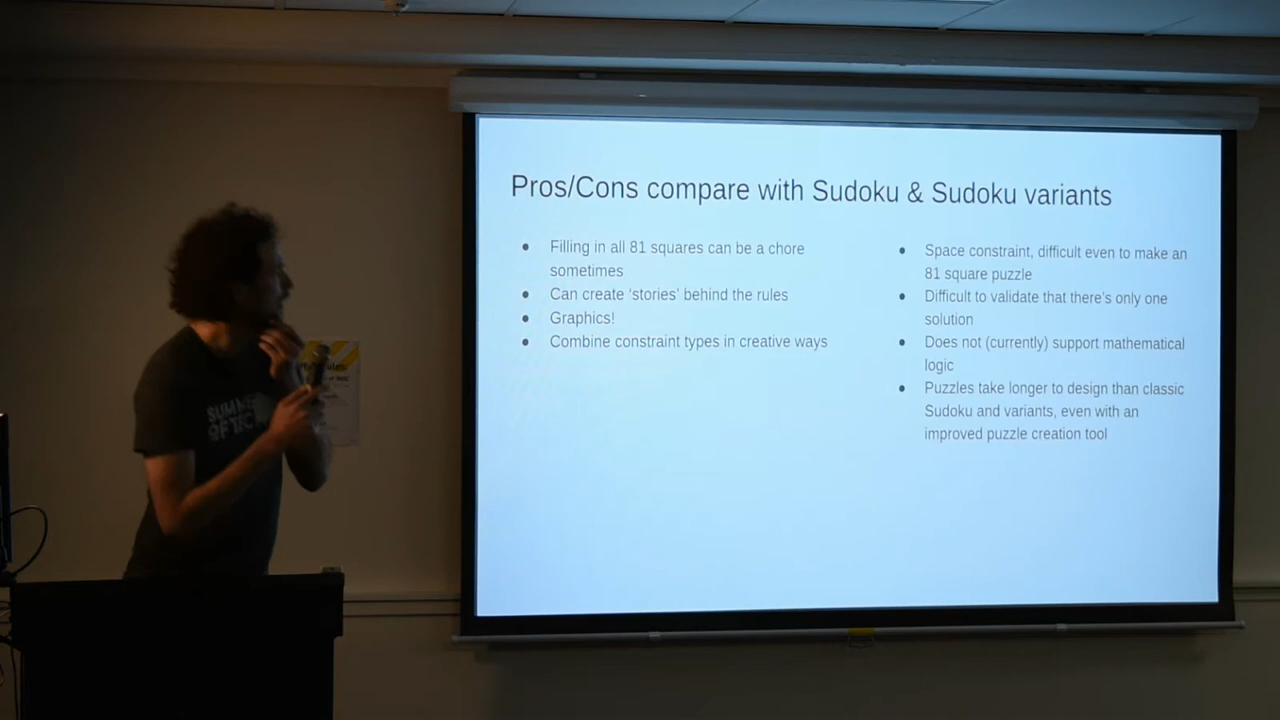 Pros/Cons compare with Sudoku & Sudoku variants
Filling in all 81 squares can be a chore
sometimes
Can create 'stories' behind the rules
Graphics!
Combine constraint types in creative ways
Space constraint, difficult even to make an
81 square puzzle
Difficult to validate that there's only one
solution
Does not (currently) support mathematical
logic
Puzzles take longer to design than classic
Sudoku and variants, even with an
improved puzzle creation tool
OF TECH